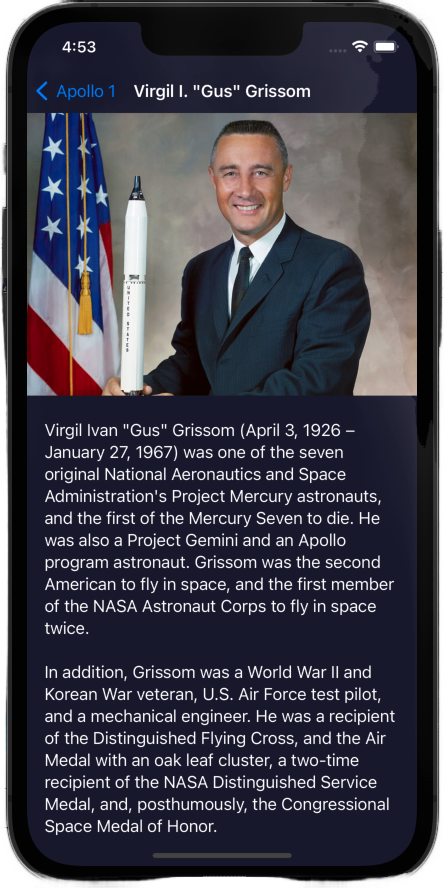 4:53
Apollo 1
Virgil I. "Gus" Grissom
UNITED STATES
Virgil Ivan "Gus" Grissom (April 3, 1926 –
January 27, 1967) was one of the seven
original National Aeronautics and Space
Administration's Project Mercury astronauts,
and the first of the Mercury Seven to die. He
was also a Project Gemini and an Apollo
program astronaut. Grissom was the second
American to fly in space, and the first member
of the NASA Astronaut Corps to fly in space
twice.
In addition, Grissom was a World War II and
Korean War veteran, U.S. Air Force test pilot,
and a mechanical engineer. He was a recipient
of the Distinguished Flying Cross, and the Air
Medal with an oak leaf cluster, a two-time
recipient of the NASA Distinguished Service
Medal, and, posthumously, the Congressional
Space Medal of Honor.